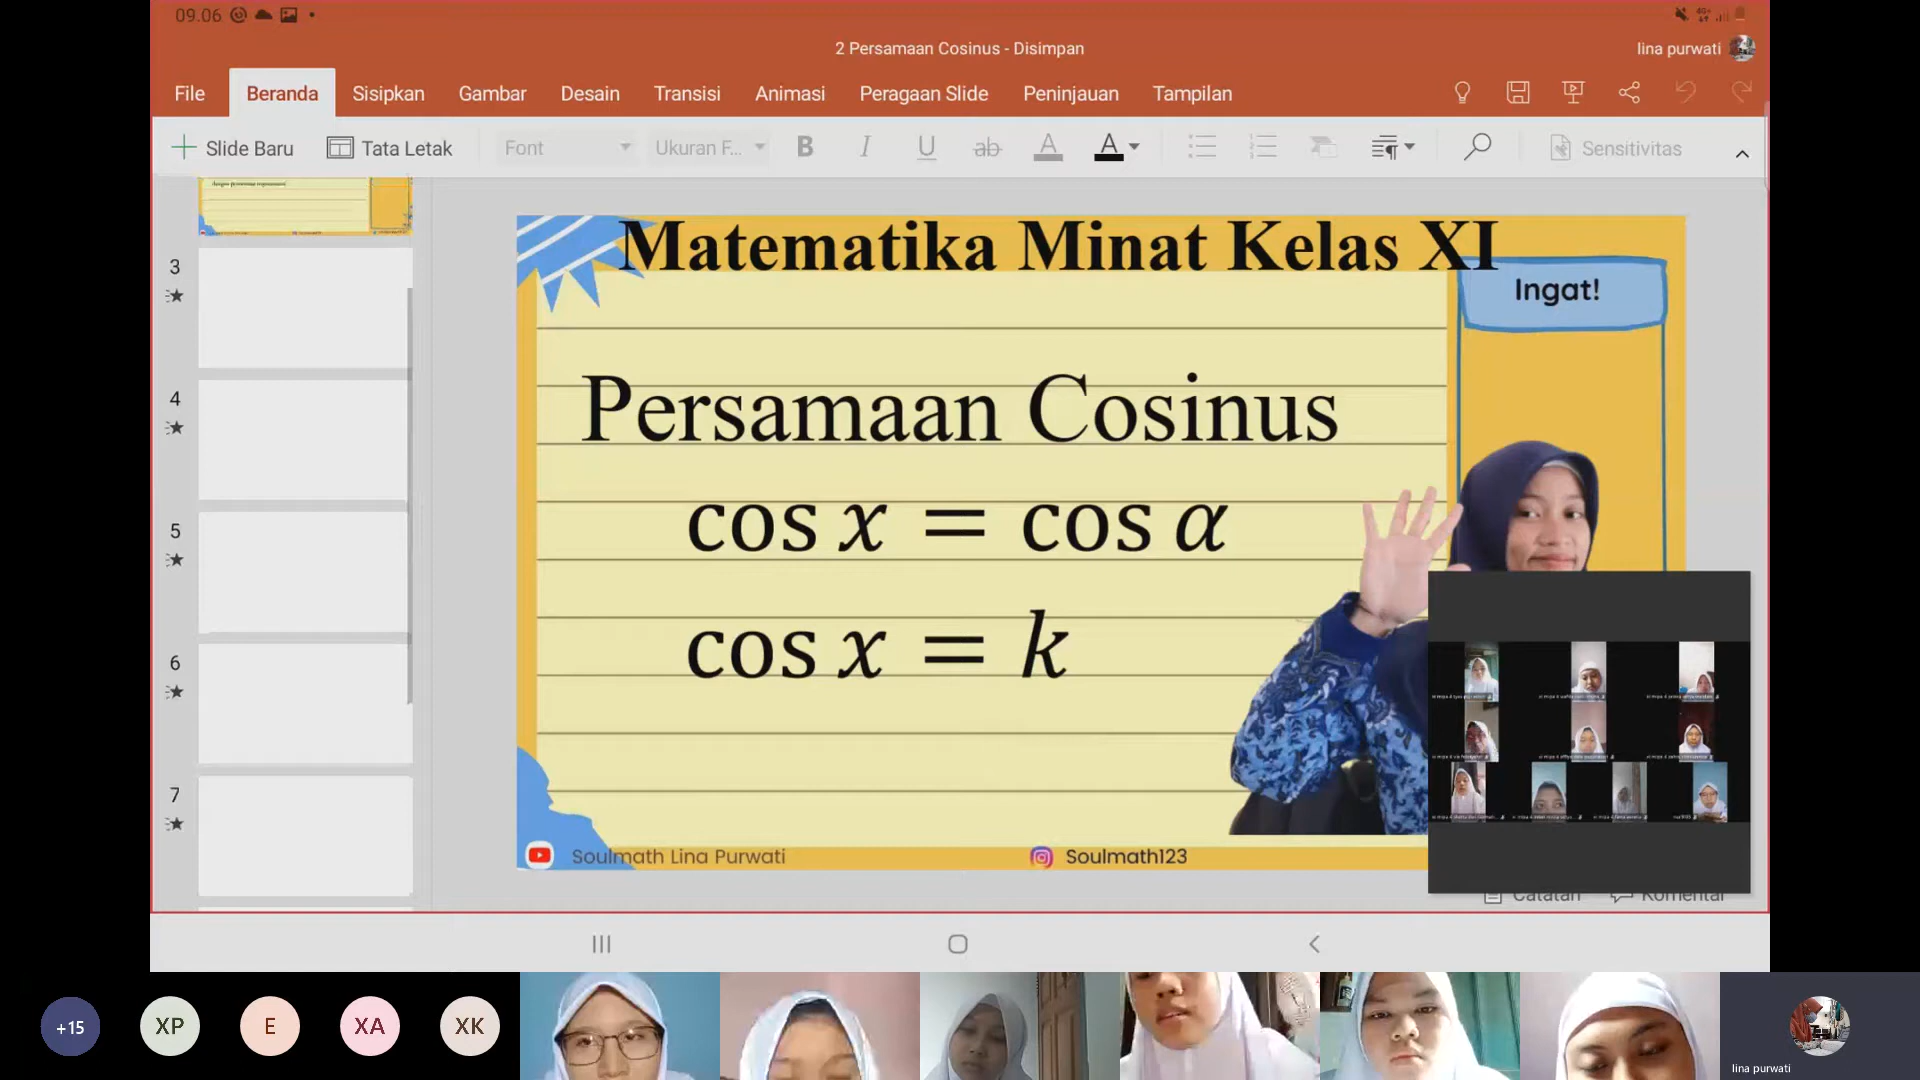 09.06
2 Persamaan Cosinus - Disimpan
lina purwati
File Beranda Sisipkan Gambar Desain Transisi Animasi Peragaan Slide Peninjauan Tampilan
Slide Baru Tata Letak Font Ukuran F... B I U ab A A Sensitivitas
3
4
5
6
7
Matematika Minat Kelas XI
Ingat!
Persamaan Cosinus
cos x = cos α
cos x = k
Soulmath Lina Purwati
Soulmath123
Catatan Komentar
+15 XP E XA XK
lina purwati